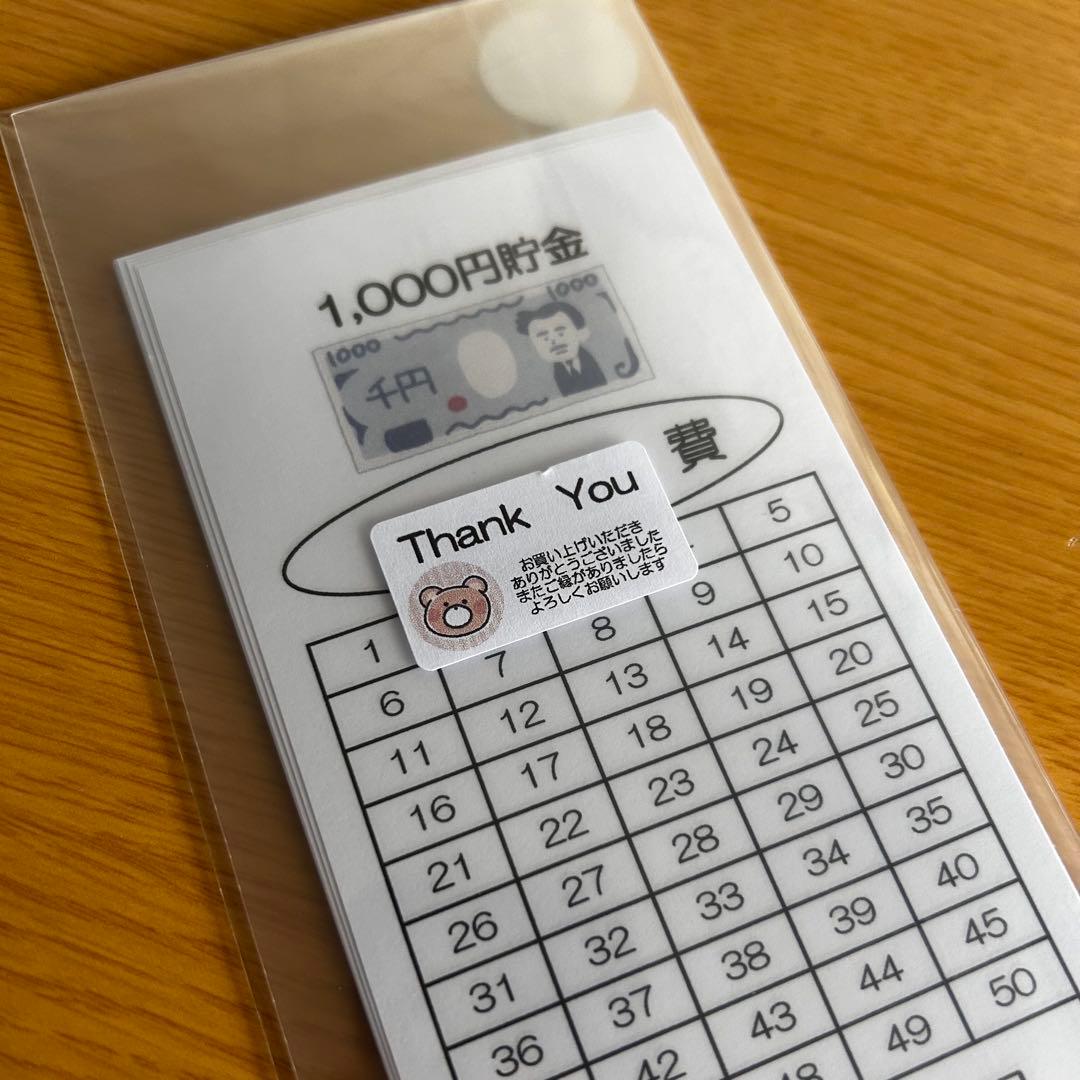 1,000円貯金
1000 1000
千円
費
Thank You
お買い上げいただき
ありがとうございました
またご縁がありましたら
よろしくお願いします
5
1 7 8 9 10
6 12 13 14 15
11 17 18 19 20
16 22 23 24 25
21 27 28 29 30
26 32 33 34 35
31 37 38 39 40
36 42 43 44 45
48 49 50